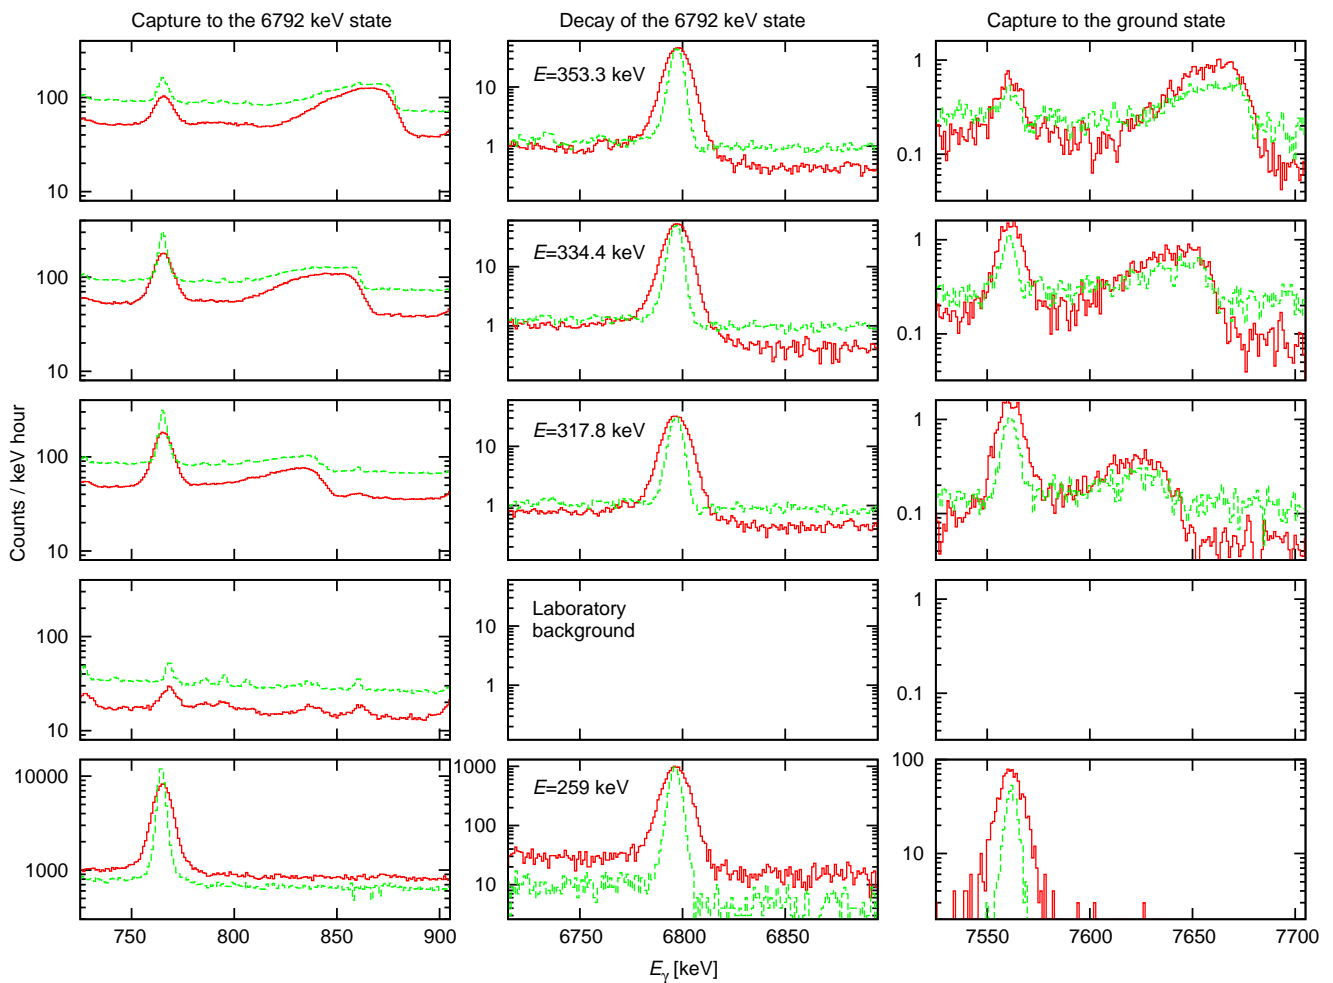 Capture to the 6792 keV state
Decay of the 6792 keV state
Capture to the ground state
100
10
E=353.3 keV
10
1
1
0.1
100
10
E=334.4 keV
10
1
1
0.1
100
10
E=317.8 keV
10
1
1
0.1
100
10
Laboratory
background
10
1
1
0.1
10000
1000
E=259 keV
1000
100
10
100
10
750 800 850 900
6750 6800 6850
7550 7600 7650 7700
Counts / keV hour
Eγ [keV]